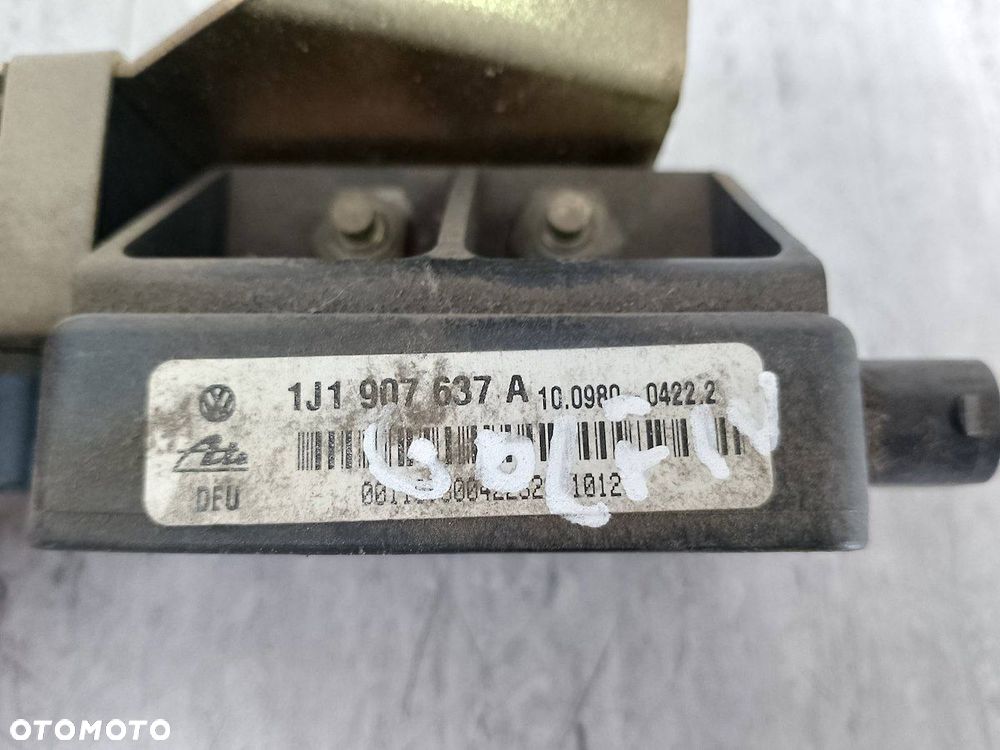 1J1 907 637 A 10.0980- 0422.2
Ate
DFU
GOLF IV
OTOMOTO